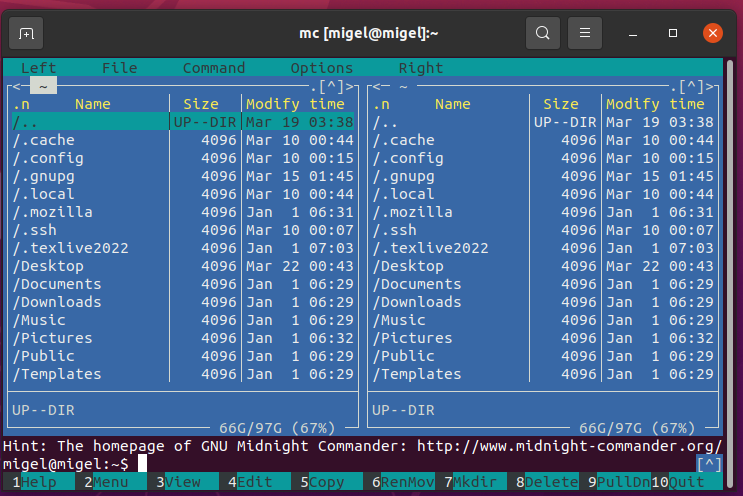 mc [migel@migel]:~
Left File Command Options Right
<─ ~ .[^]> <─ ~ .[^]>
.n Name Size Modify time .n Name Size Modify time
/.. UP--DIR Mar 19 03:38 /.. UP--DIR Mar 19 03:38
/.cache 4096 Mar 10 00:44 /.cache 4096 Mar 10 00:44
/.config 4096 Mar 10 00:15 /.config 4096 Mar 10 00:15
/.gnupg 4096 Mar 15 01:45 /.gnupg 4096 Mar 15 01:45
/.local 4096 Mar 10 00:44 /.local 4096 Mar 10 00:44
/.mozilla 4096 Jan 1 06:31 /.mozilla 4096 Jan 1 06:31
/.ssh 4096 Mar 10 00:07 /.ssh 4096 Mar 10 00:07
/.texlive2022 4096 Jan 1 07:03 /.texlive2022 4096 Jan 1 07:03
/Desktop 4096 Mar 22 00:43 /Desktop 4096 Mar 22 00:43
/Documents 4096 Jan 1 06:29 /Documents 4096 Jan 1 06:29
/Downloads 4096 Jan 1 06:29 /Downloads 4096 Jan 1 06:29
/Music 4096 Jan 1 06:29 /Music 4096 Jan 1 06:29
/Pictures 4096 Jan 1 06:32 /Pictures 4096 Jan 1 06:32
/Public 4096 Jan 1 06:29 /Public 4096 Jan 1 06:29
/Templates 4096 Jan 1 06:29 /Templates 4096 Jan 1 06:29
UP--DIR UP--DIR
66G/97G (67%) 66G/97G (67%)
Hint: The homepage of GNU Midnight Commander: http://www.midnight-commander.org/
migel@migel:~$ [^]
1Help 2Menu 3View 4Edit 5Copy 6RenMov 7Mkdir 8Delete 9PullDn 10Quit